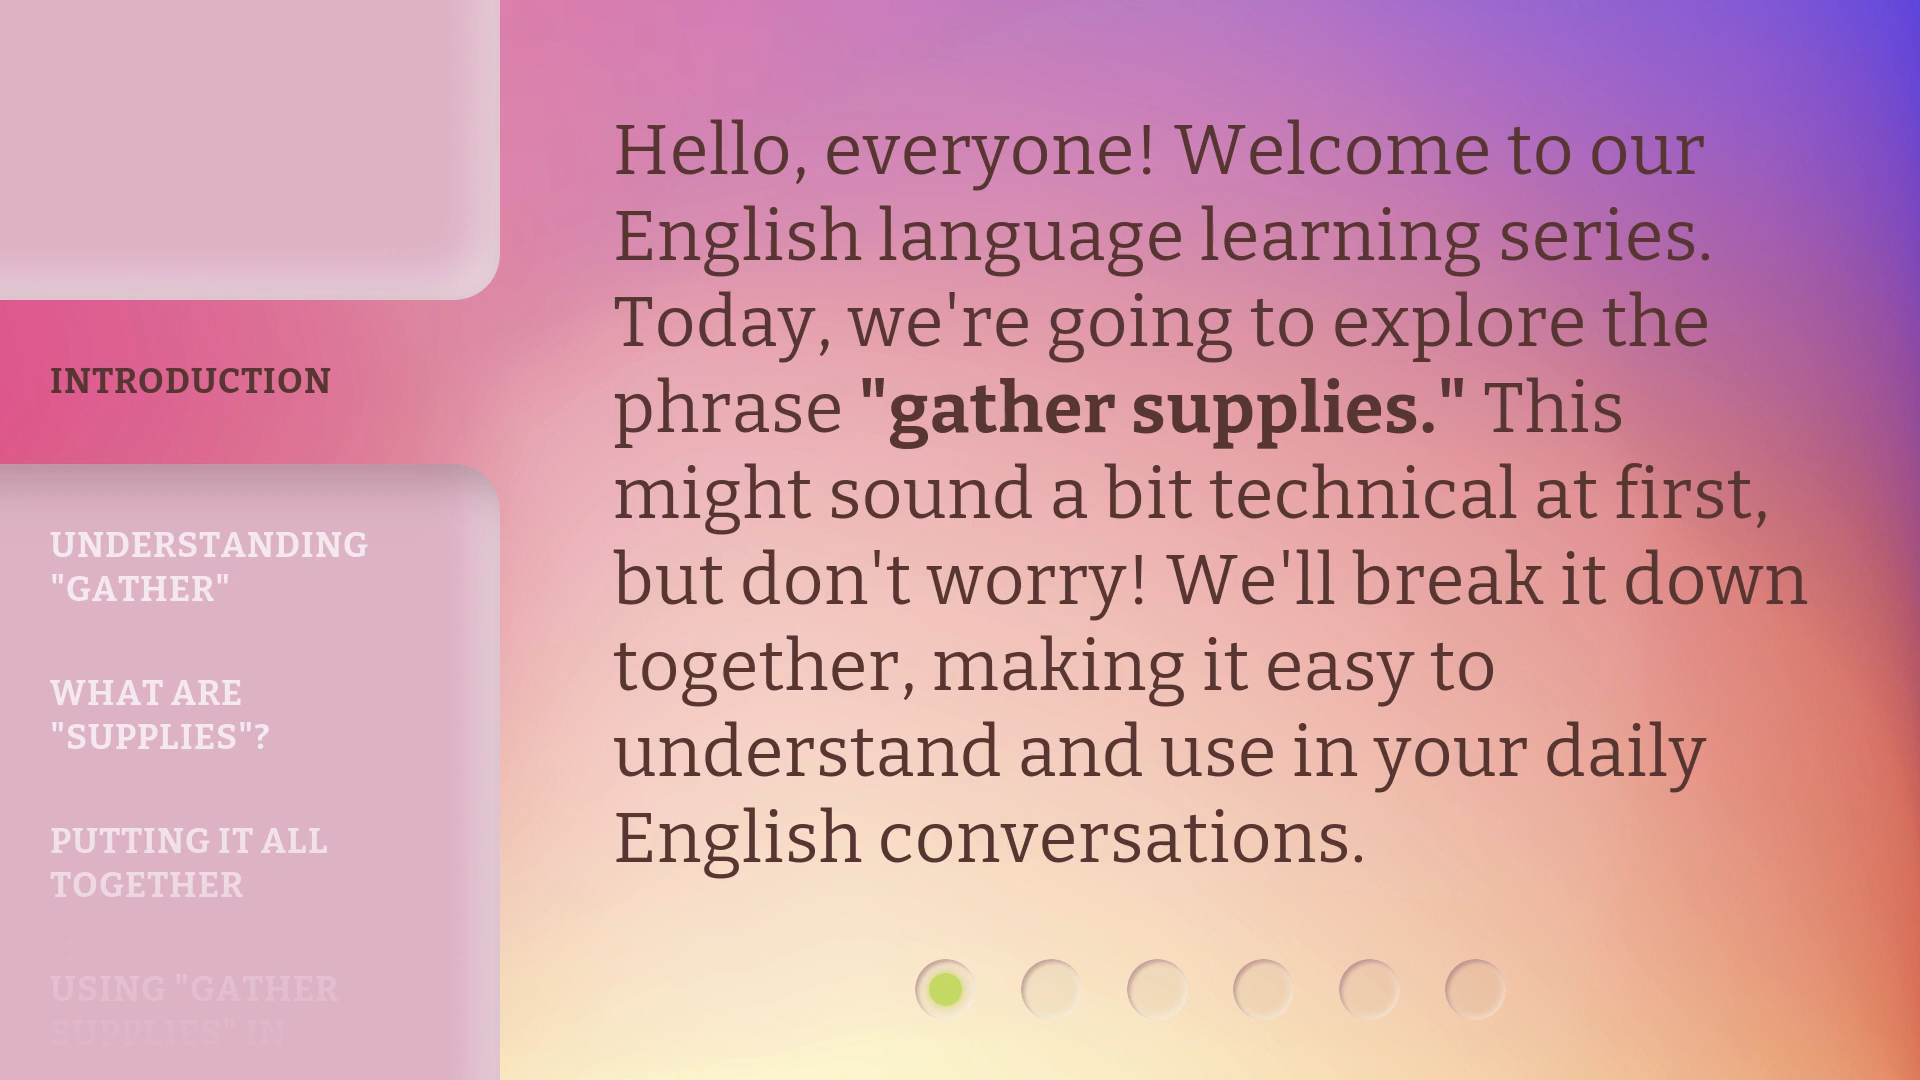 INTRODUCTION
UNDERSTANDING
"GATHER"
WHAT ARE
"SUPPLIES"?
PUTTING IT ALL
TOGETHER
USING "GATHER
SUPPLIES" IN
Hello, everyone! Welcome to our
English language learning series.
Today, we're going to explore the
phrase "gather supplies." This
might sound a bit technical at first,
but don't worry! We'll break it down
together, making it easy to
understand and use in your daily
English conversations.